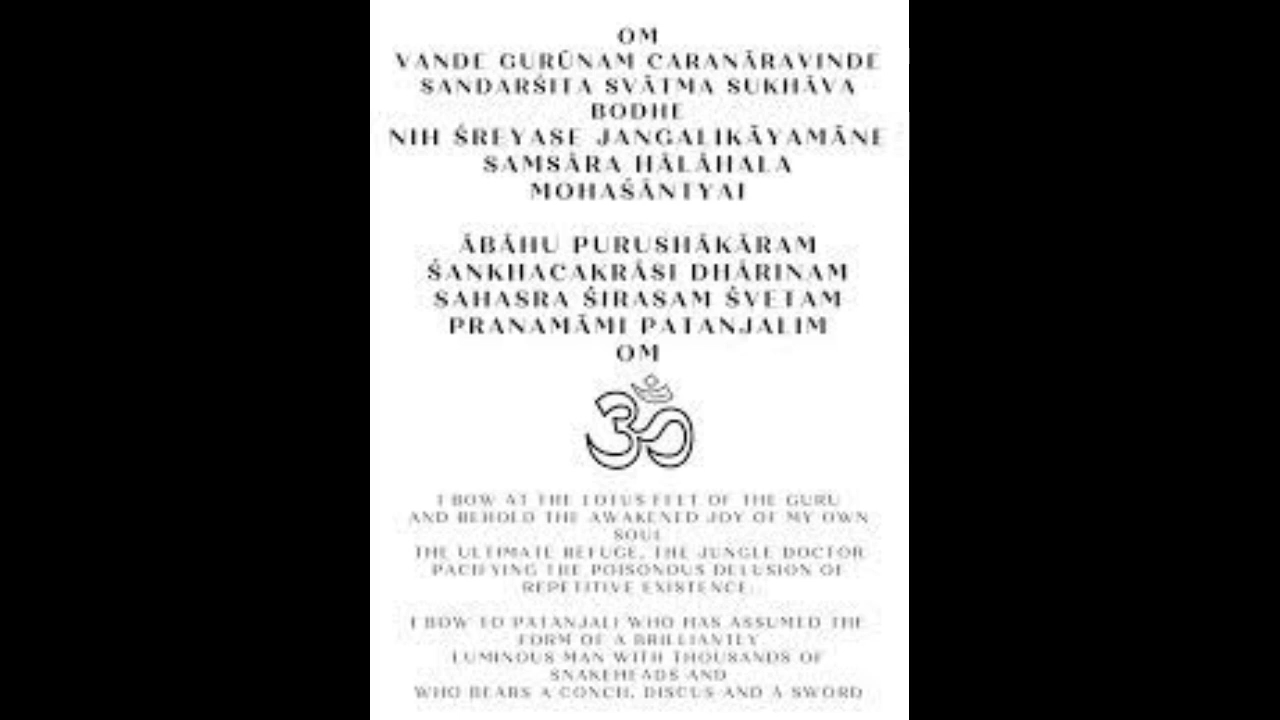 OM
VANDE GURŪNAM CARANĀRAVINDE
SANDARŚITA SVĀTMA SUKHĀVA
BODHE
NIH ŚREYASE JANGALIKĀYAMĀNE
SAMSĀRA HĀLĀHALA
MOHAŚĀNTYAI
ĀBĀHU PURUSHĀKĀRAM
ŚANKHACAKRĀSI DHĀRINAM
SAHASRA ŚIRASAM ŚVETAM
PRANAMĀMI PATANJALIM
OM
ॐ
I BOW AT THE LOTUS FEET OF THE GURU
AND BEHOLD THE AWAKENED JOY OF MY OWN
SOUL
THE ULTIMATE REFUGE, THE JUNGLE DOCTOR
PACIFYING THE POISONOUS DELUSION OF
REPETITIVE EXISTENCE.
I BOW TO PATANJALI WHO HAS ASSUMED THE
FORM OF A BRILLIANTLY
LUMINOUS MAN WITH THOUSANDS OF
SNAKEHEADS AND
WHO BEARS A CONCH, DISCUS AND A SWORD